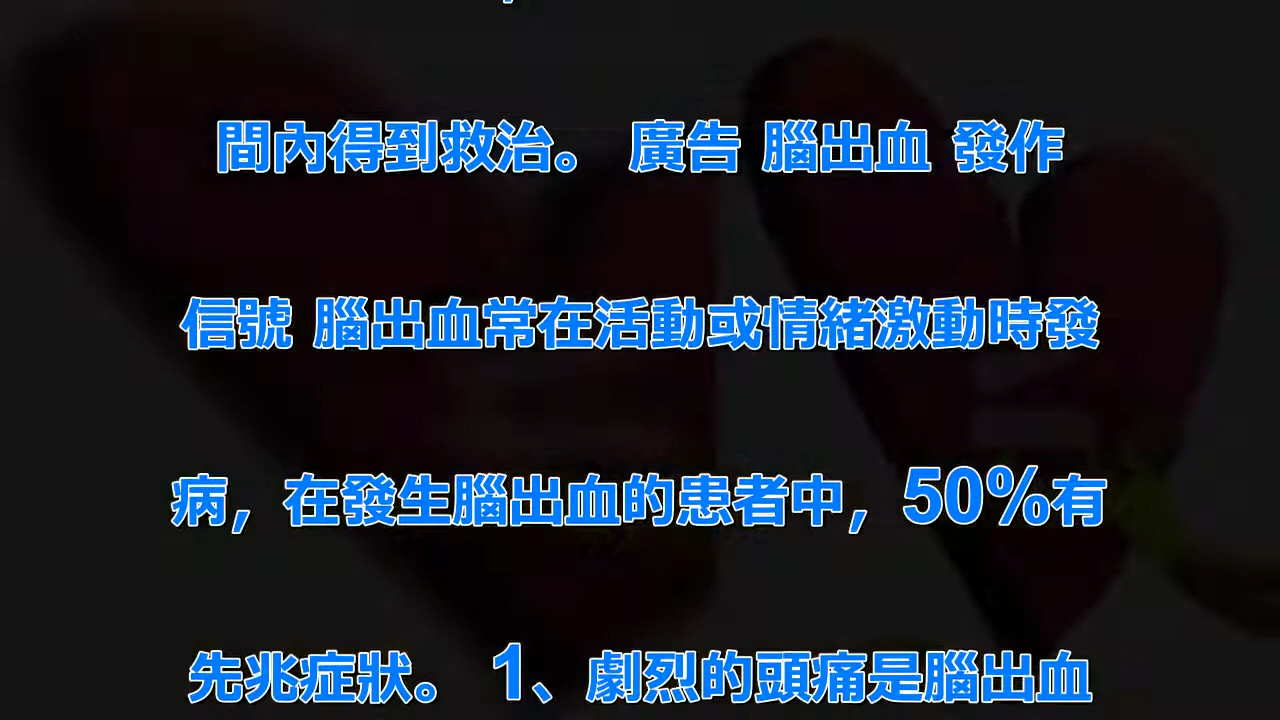 間內得到救治。 廣告 腦出血 發作
信號 腦出血常在活動或情緒激動時發
病，在發生腦出血的患者中，50%有
先兆症狀。 1、劇烈的頭痛是腦出血